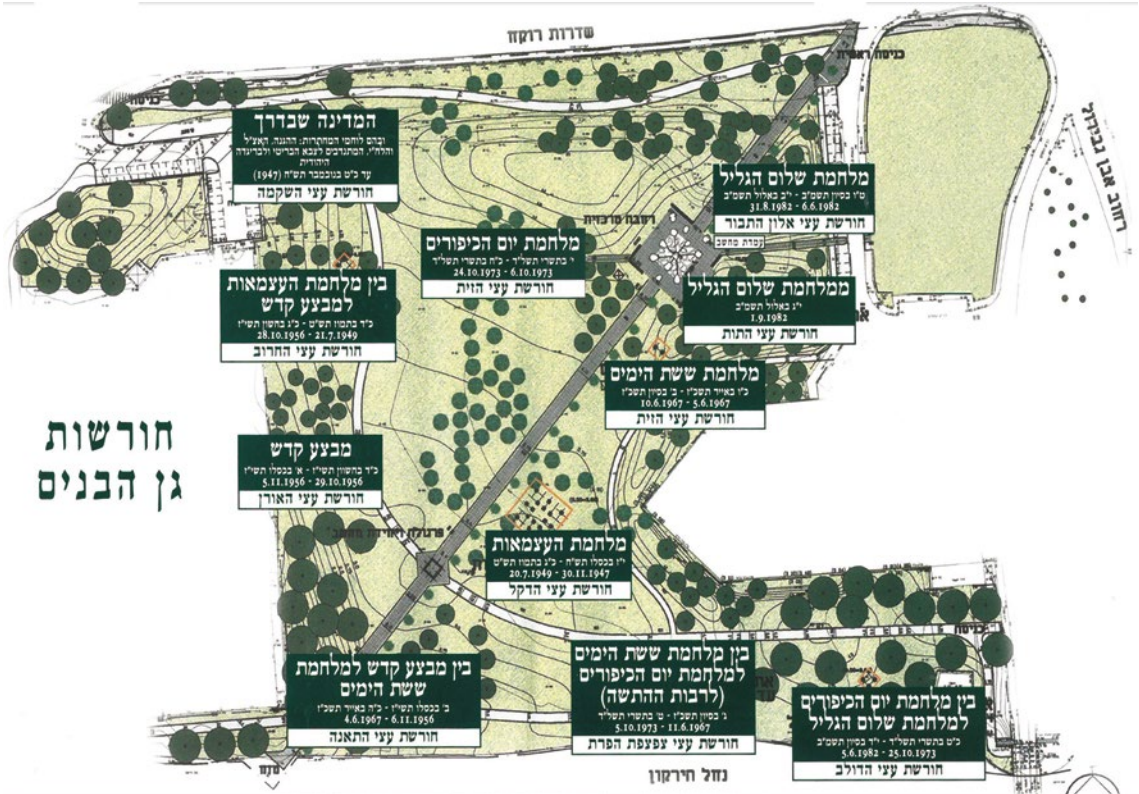 שדרות רוקח
כניסה ראשית
כניסה
רחוב אבן גבירול
המדינה שבדרך
ובהם לוחמי המחתרות: ההגנה, האצ"ל
והלח"י, המתנדבים לצבא הבריטי ולבריגדה
היהודית
עד כ"ט בנובמבר תש"ח (1947)
חורשת עצי השקמה
מלחמת שלום הגליל
ט"ו בסיון תשמ"ב - י"ב באלול תשמ"ב
31.8.1982 - 6.6.1982
חורשת עצי אלון התבור
עמדת מחשב
רחבה מרכזית
מלחמת יום הכיפורים
י' בתשרי תשל"ד - כ"ח בתשרי תשל"ד
24.10.1973 - 6.10.1973
חורשת עצי הזית
בין מלחמת העצמאות
למבצע קדש
כ"ד בתמוז תש"ט - כ"ג בחשון תשי"ז
28.10.1956 - 21.7.1949
חורשת עצי החרוב
ממלחמת שלום הגליל
י"ג באלול תשמ"ב
1.9.1982
חורשת עצי התות
מלחמת ששת הימים
כ"ו באייר תשכ"ז - ב' בסיון תשכ"ז
10.6.1967 - 5.6.1967
חורשת עצי הזית
חורשות
גן הבנים
מבצע קדש
כ"ד בחשוון תשי"ז - א' בכסלו תשי"ז
5.11.1956 - 29.10.1956
חורשת עצי האורן
פרגולה
מלחמת העצמאות
י"ז בכסלו תש"ח - כ"ג בתמוז תש"ט
20.7.1949 - 30.11.1947
חורשת עצי הדקל
כניסה
בין מבצע קדש למלחמת
ששת הימים
ב' בכסלו תשי"ז - כ"ה באייר תשכ"ז
4.6.1967 - 6.11.1956
חורשת עצי התאנה
בין מלחמת ששת הימים
למלחמת יום הכיפורים
(לרבות ההתשה)
ג' בסיון תשכ"ז - ט' בתשרי תשל"ד
5.10.1973 - 11.6.1967
חורשת עצי צפצפת הפרת
בין מלחמת יום הכיפורים
למלחמת שלום הגליל
כ"ט בתשרי תשל"ד - י"ד בסיון תשמ"ב
5.6.1982 - 25.10.1973
חורשת עצי הדולב
נחל הירקון